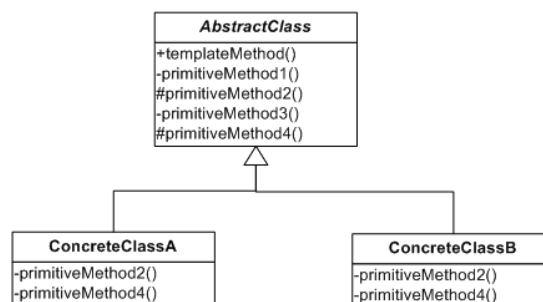 AbstractClass
+templateMethod()
-primitiveMethod1()
#primitiveMethod2()
-primitiveMethod3()
#primitiveMethod4()
ConcreteClassA
-primitiveMethod2()
-primitiveMethod4()
ConcreteClassB
-primitiveMethod2()
-primitiveMethod4()